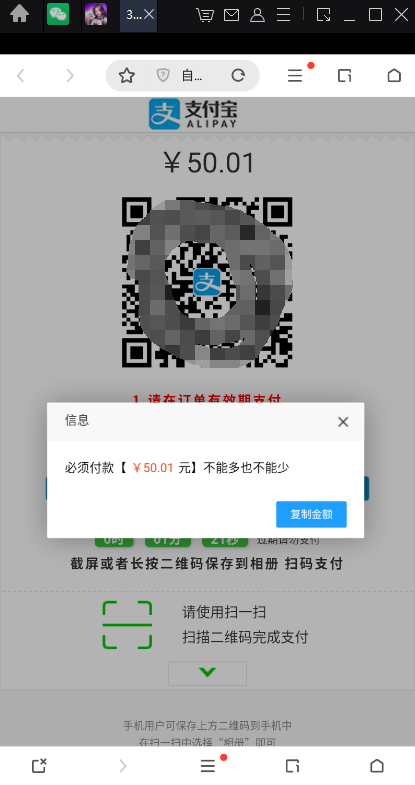 3...
自...
支付宝
ALIPAY
￥50.01
1. 请在订单有效期支付
信息
必须付款【 ￥50.01 元】不能多也不能少
复制金额
0时 01分 21秒 过期请勿支付
截屏或者长按二维码保存到相册 扫码支付
请使用扫一扫
扫描二维码完成支付
手机用户可保存上方二维码到手机中
在扫一扫中选择“相册”即可